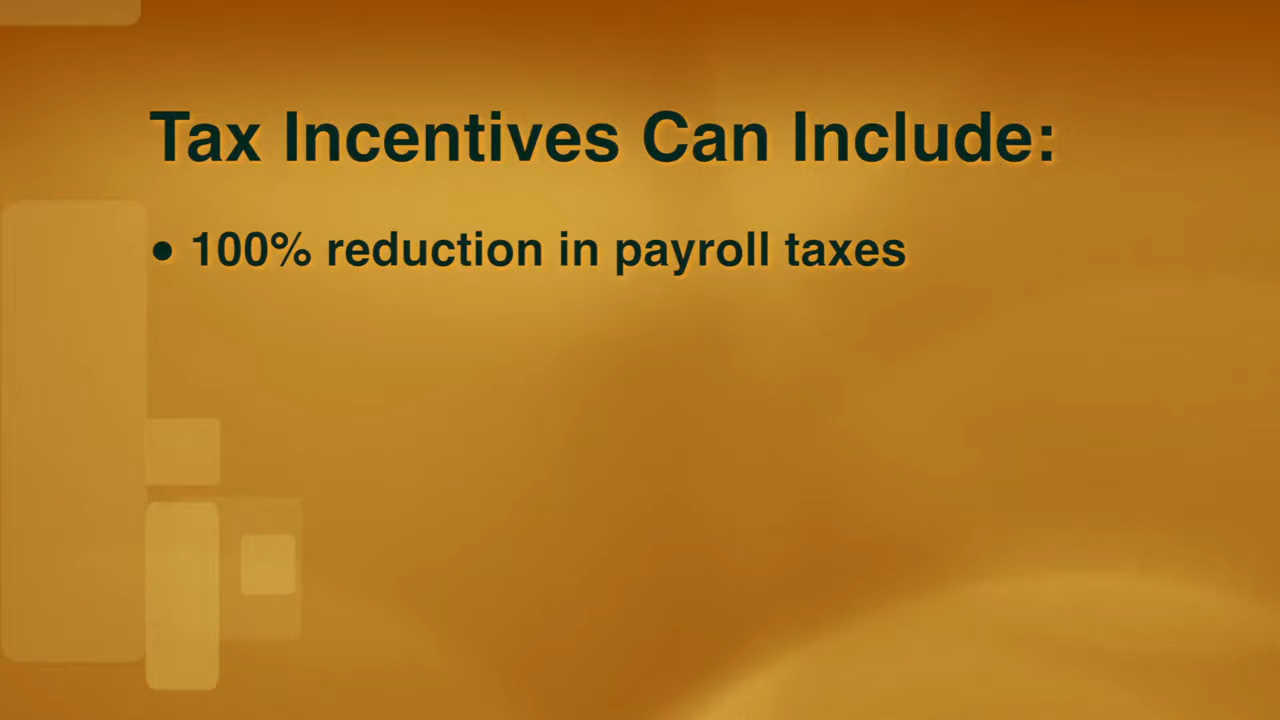 Tax Incentives Can Include:
• 100% reduction in payroll taxes